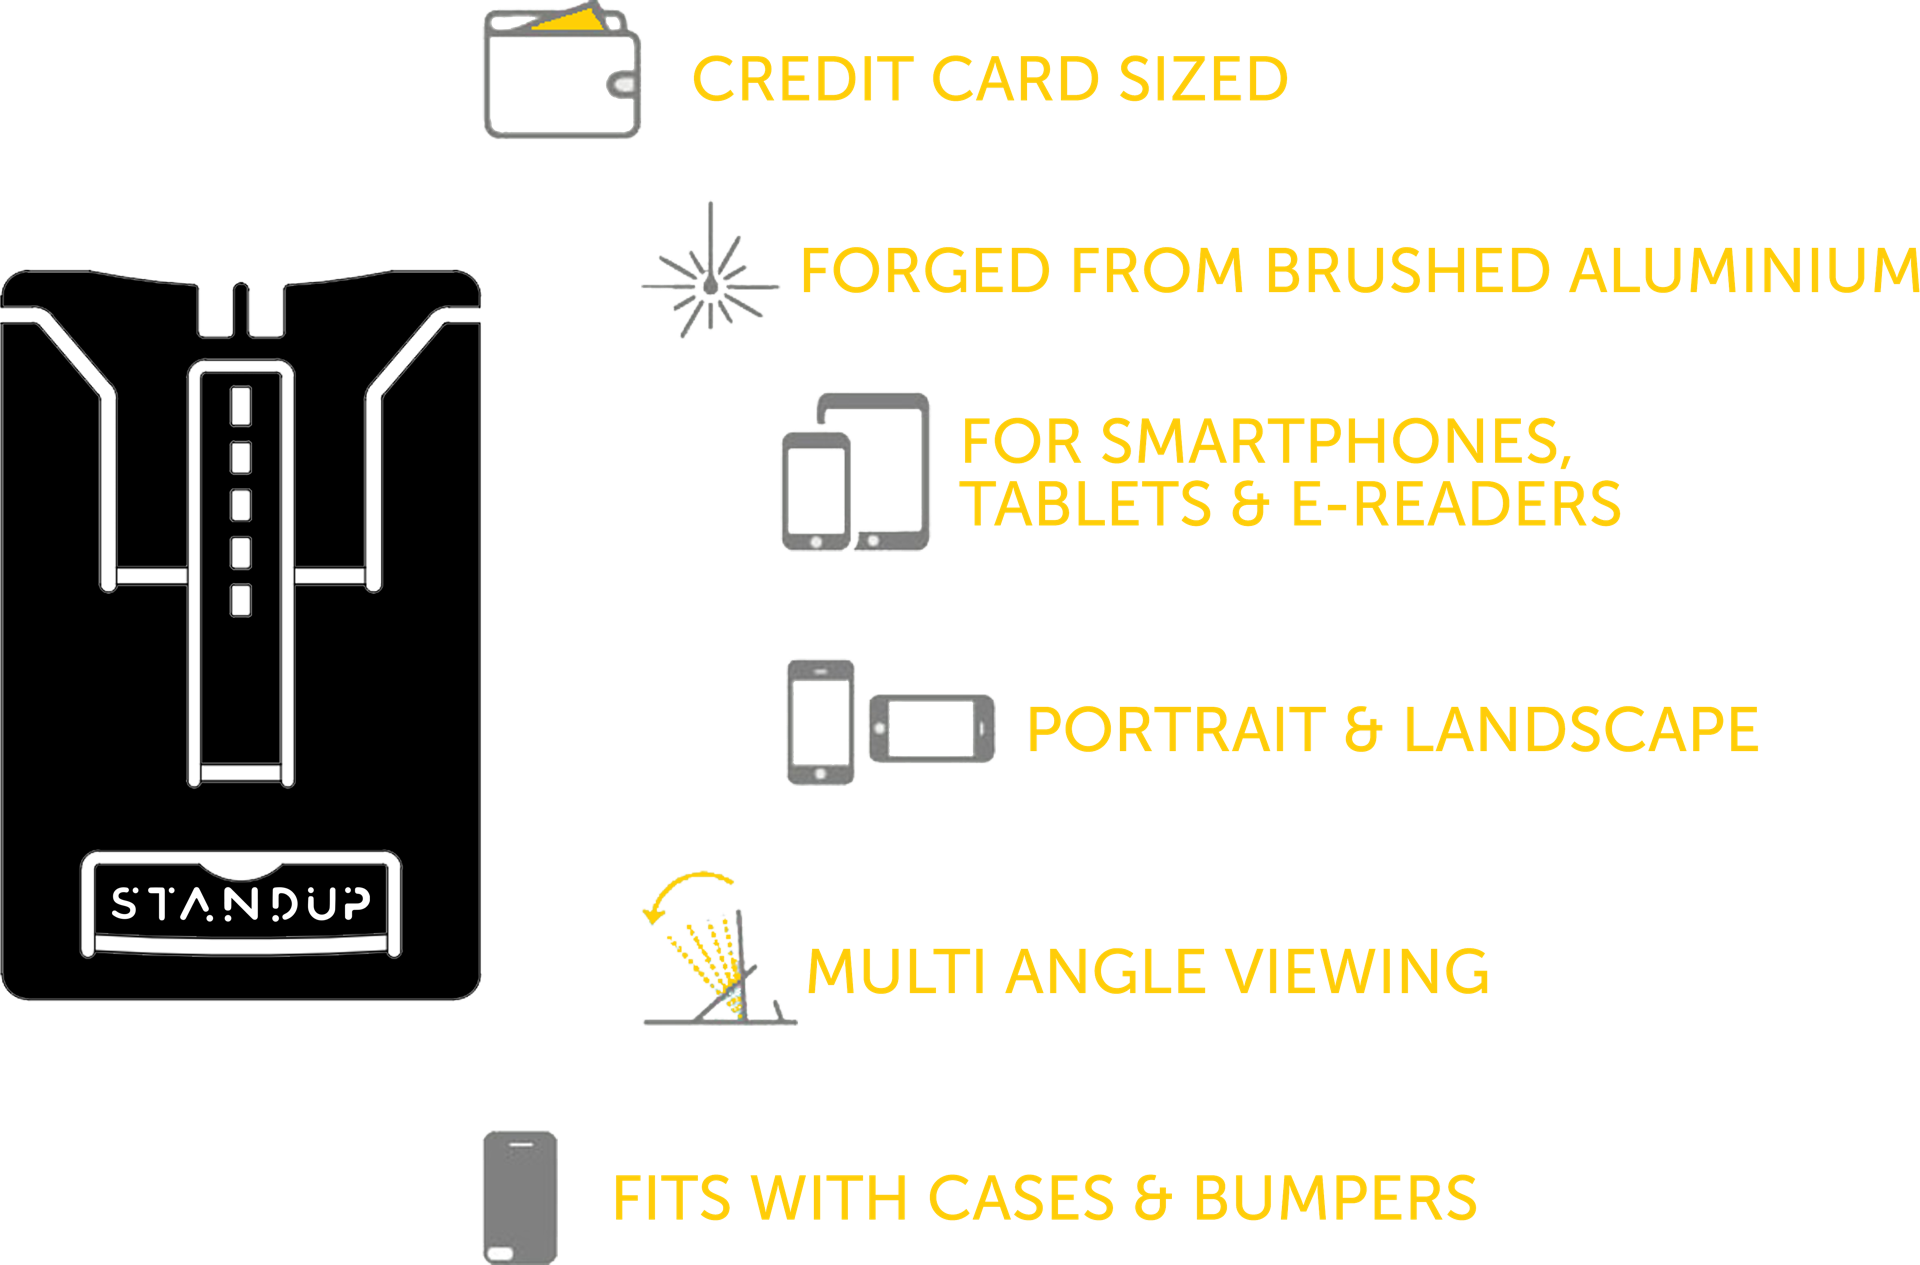 CREDIT CARD SIZED
FORGED FROM BRUSHED ALUMINIUM
FOR SMARTPHONES,
TABLETS & E-READERS
PORTRAIT & LANDSCAPE
STANDUP
MULTI ANGLE VIEWING
FITS WITH CASES & BUMPERS